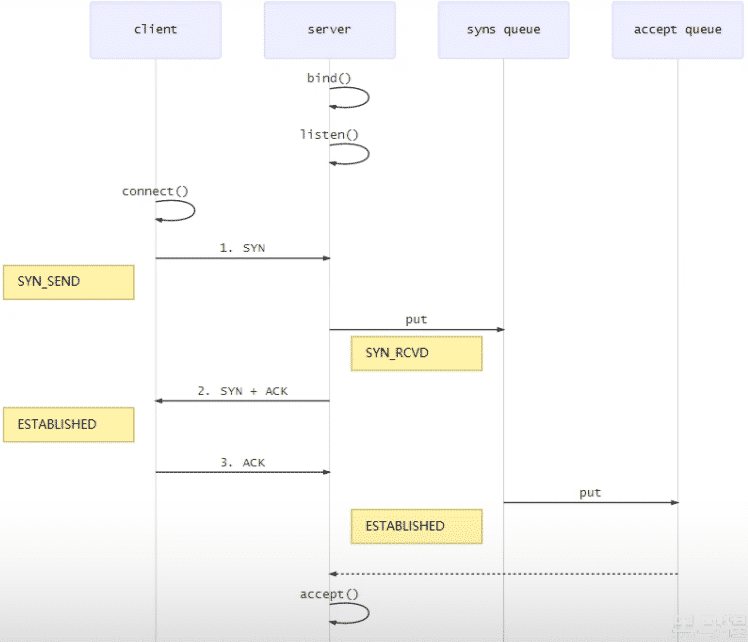 client
server
syns queue
accept queue
bind()
listen()
connect()
1. SYN
SYN_SEND
put
SYN_RCVD
2. SYN + ACK
ESTABLISHED
3. ACK
put
ESTABLISHED
accept()